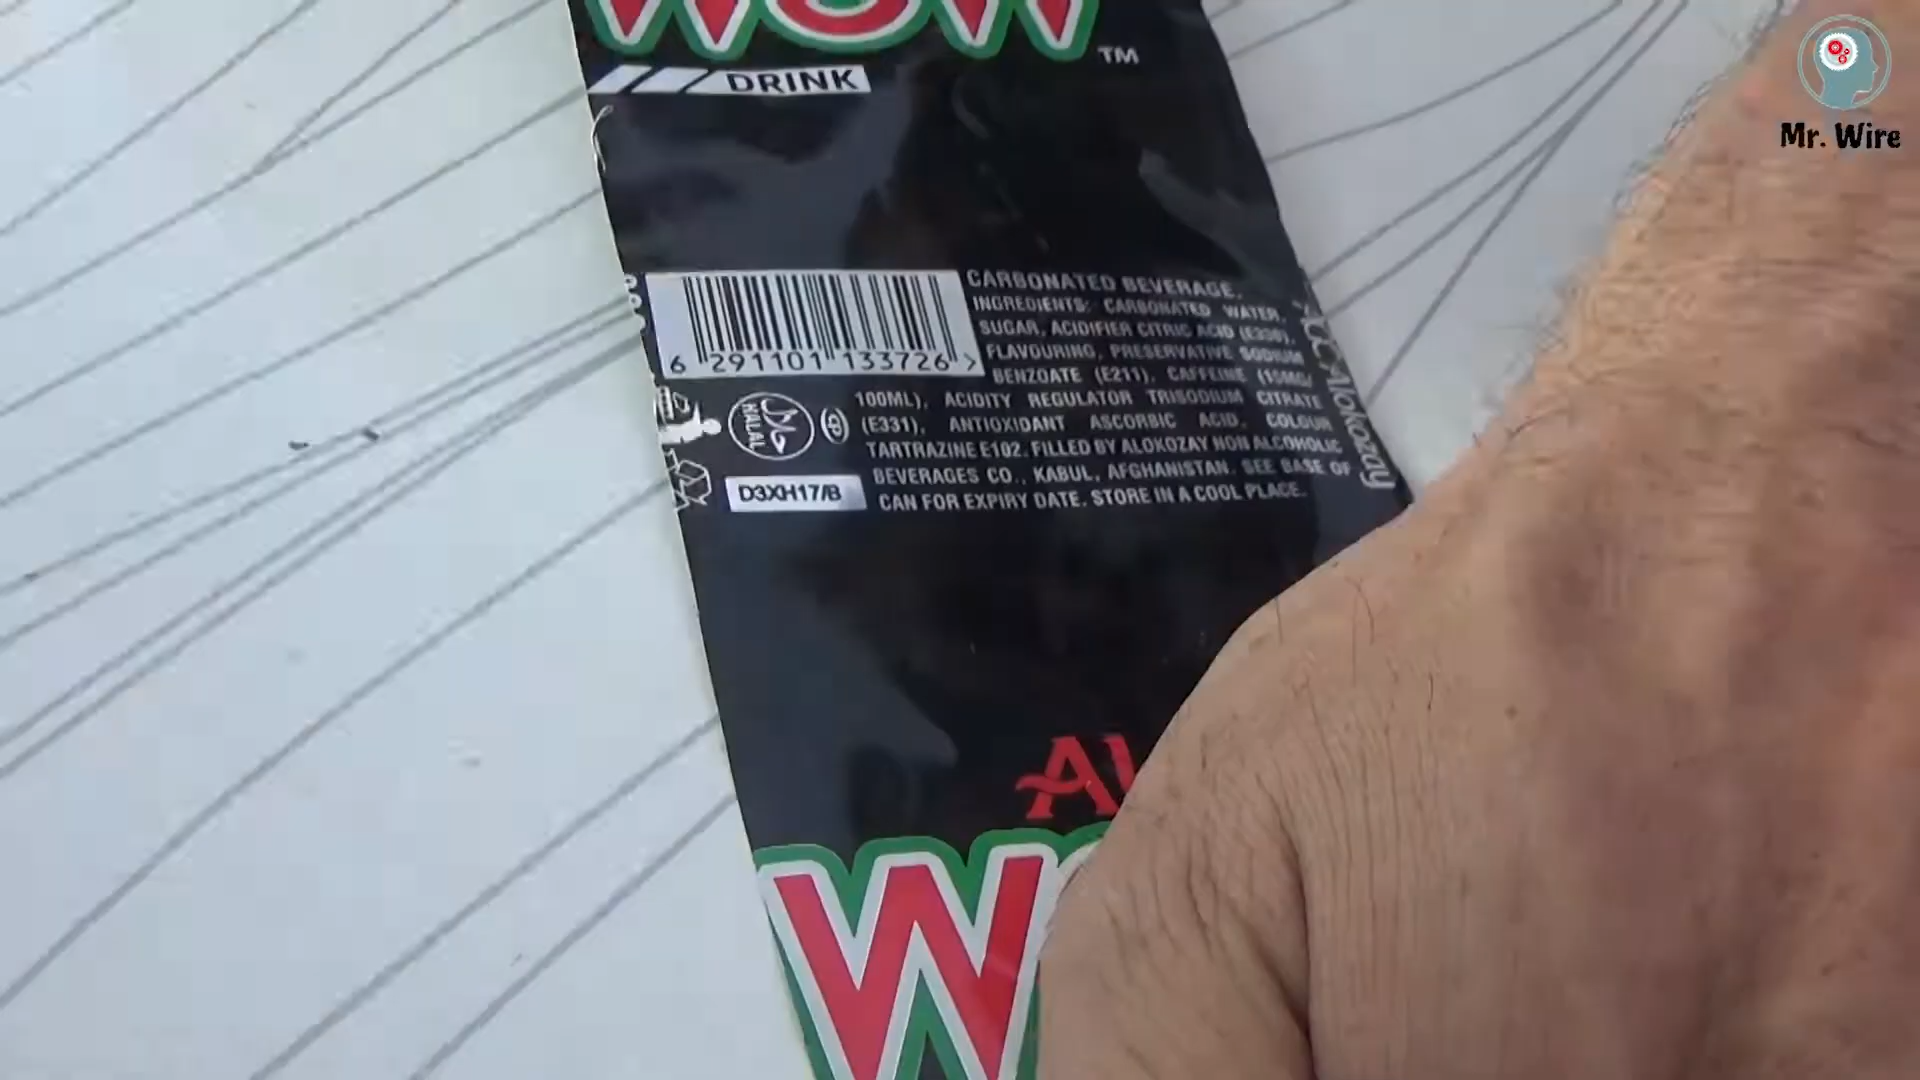 TM
DRINK
Mr. Wire
CARBONATED BEVERAGE.
INGREDIENTS: CARBONATED WATER,
SUGAR, ACIDIFIER CITRIC ACID (E330),
FLAVOURING, PRESERVATIVE SODIUM
BENZOATE (E211), CAFFEINE (15MG/
100ML), ACIDITY REGULATOR TRISODIUM CITRATE
(E331), ANTIOXIDANT ASCORBIC ACID. COLOUR
TARTRAZINE E102. FILLED BY ALOKOZAY NON ALCOHOLIC
BEVERAGES CO., KABUL, AFGHANISTAN. SEE BASE OF
CAN FOR EXPIRY DATE. STORE IN A COOL PLACE.
6 291101 133726 >
HALAL
حلال
D3XH17/B
Alokozay
W